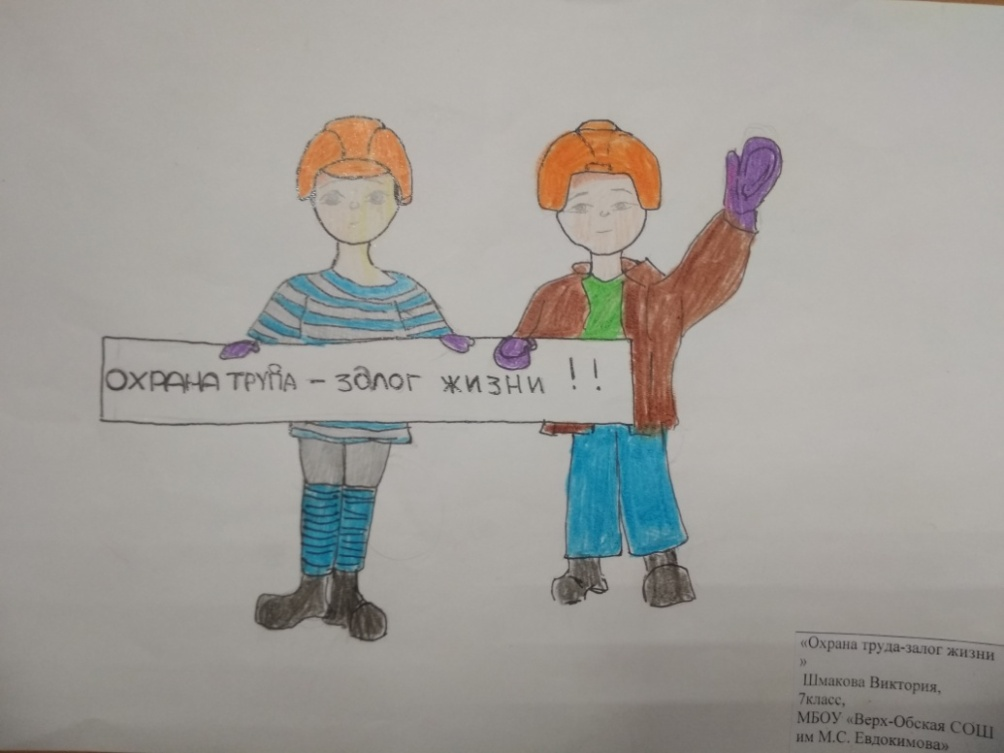 ОХРАНА ТРУДА - ЗАЛОГ ЖИЗНИ !!
«Охрана труда-залог жизни
»
Шмакова Виктория,
7класс,
МБОУ «Верх-Обская СОШ
им М.С. Евдокимова»